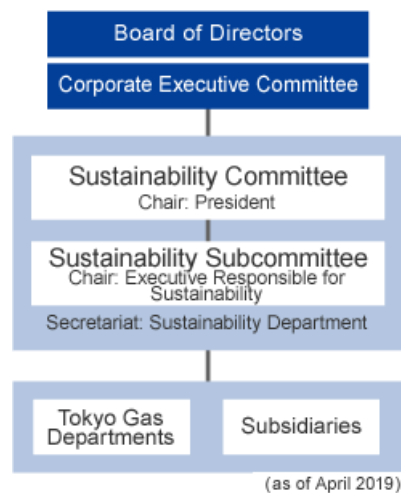 Board of Directors
Corporate Executive Committee
Sustainability Committee
Chair: President
Sustainability Subcommittee
Chair: Executive Responsible for
Sustainability
Secretariat: Sustainability Department
Tokyo Gas
Departments
Subsidiaries
(as of April 2019)